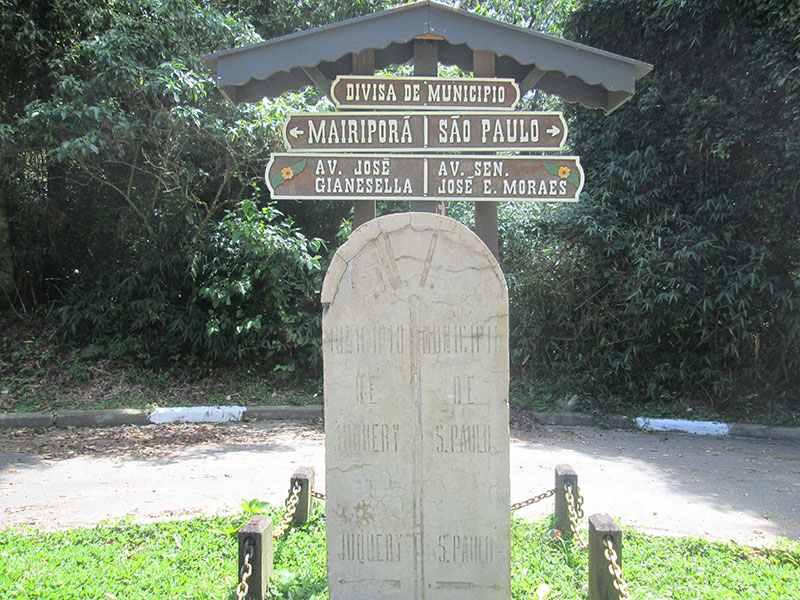 DIVISA DE MUNICIPIO
← MAIRIPORÃ | SÃO PAULO →
AV. JOSÉ GIANESELLA | AV. SEN. JOSÉ E. MORAES
MUNICIPIO MUNICIPIO
DE DE
JUQUERY S.PAULO
JUQUERY S.PAULO